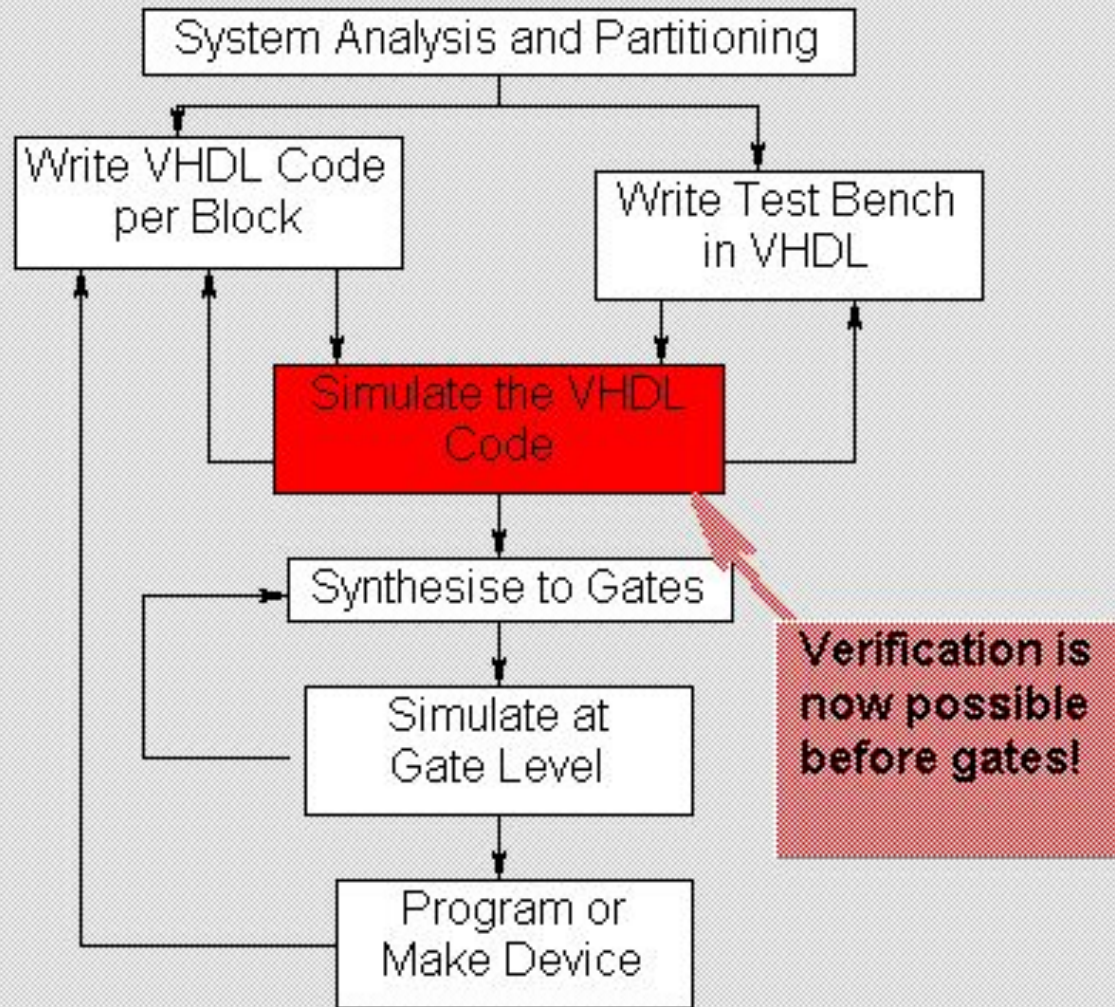 System Analysis and Partitioning
Write VHDL Code
per Block
Write Test Bench
in VHDL
Simulate the VHDL
Code
Synthesise to Gates
Verification is
now possible
before gates!
Simulate at
Gate Level
Program or
Make Device